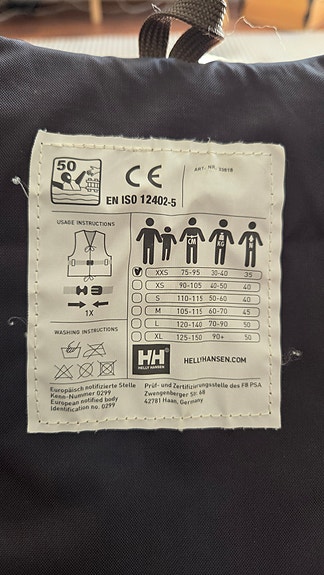 50
CE
ART. NR. 33818
EN ISO 12402-5
USAGE INSTRUCTIONS
1X
WASHING INSTRUCTIONS
CM KG
XXS 75-95 30-40 35
XS 90-105 40-50 40
S 110-115 50-60 40
M 105-115 60-70 45
L 120-140 70-90 50
XL 125-150 90+ 50
HH
HELLY HANSEN
HELLYHANSEN.COM
Europäisch notifizierte Stelle
Kenn-Nummer 0299
European notified body
Identification no. 0299
Prüf- und Zertifizierungsstelle des FB PSA
Zwengenberger Str. 68
42781 Haan, Germany